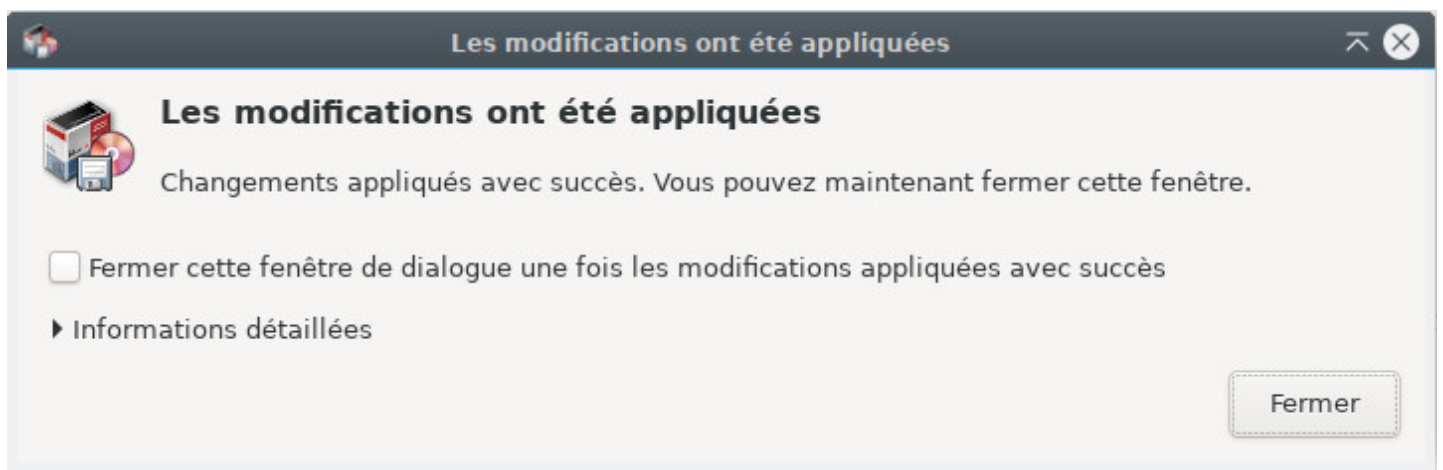 Les modifications ont été appliquées
Les modifications ont été appliquées
Changements appliqués avec succès. Vous pouvez maintenant fermer cette fenêtre.
Fermer cette fenêtre de dialogue une fois les modifications appliquées avec succès
Informations détaillées
Fermer